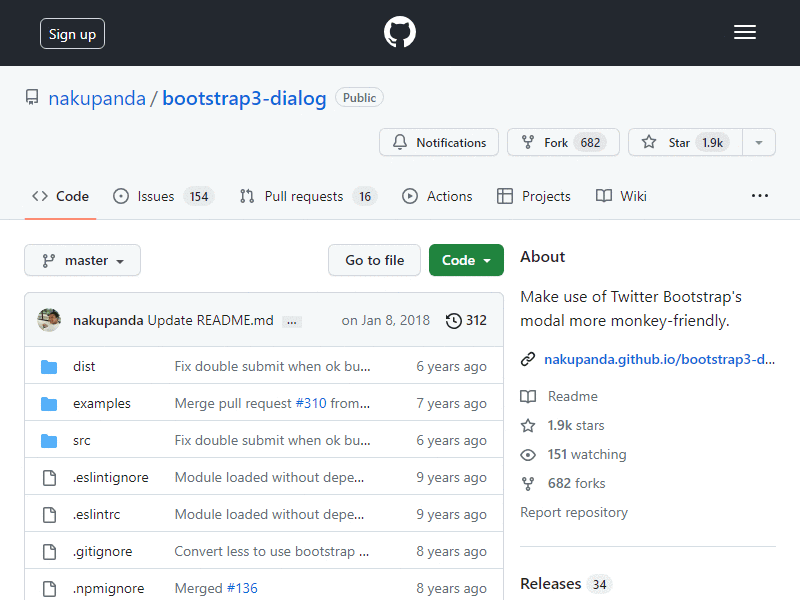 Sign up
nakupanda / bootstrap3-dialog Public
Notifications Fork 682 Star 1.9k
Code Issues 154 Pull requests 16 Actions Projects Wiki
master Go to file Code
nakupanda Update README.md ... on Jan 8, 2018 312
dist Fix double submit when ok bu... 6 years ago
examples Merge pull request #310 from... 7 years ago
src Fix double submit when ok bu... 6 years ago
.eslintignore Module loaded without depe... 9 years ago
.eslintrc Module loaded without depe... 9 years ago
.gitignore Convert less to use bootstrap ... 8 years ago
.npmignore Merged #136 8 years ago
About
Make use of Twitter Bootstrap's
modal more monkey-friendly.
nakupanda.github.io/bootstrap3-d...
Readme
1.9k stars
151 watching
682 forks
Report repository
Releases 34